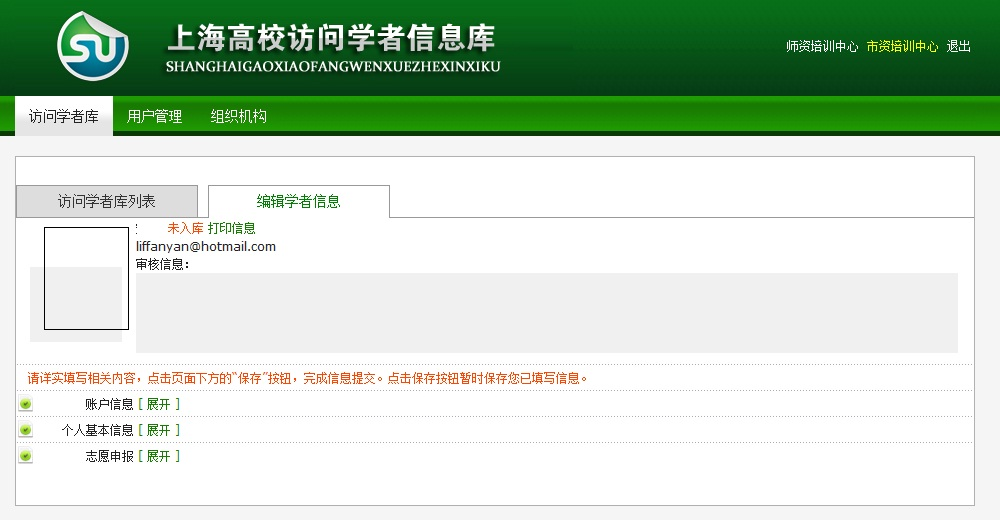 SU
上海高校访问学者信息库
SHANGHAIGAOXIAOFANGWENXUEZHEXINXIKU
师资培训中心 市资培训中心 退出
访问学者库 用户管理 组织机构
访问学者库列表 编辑学者信息
: 未入库 打印信息
liffanyan@hotmail.com
审核信息：
请详实填写相关内容，点击页面下方的“保存”按钮，完成信息提交。点击保存按钮暂时保存您已填写信息。
账户信息 [ 展开 ]
个人基本信息 [ 展开 ]
志愿申报 [ 展开 ]